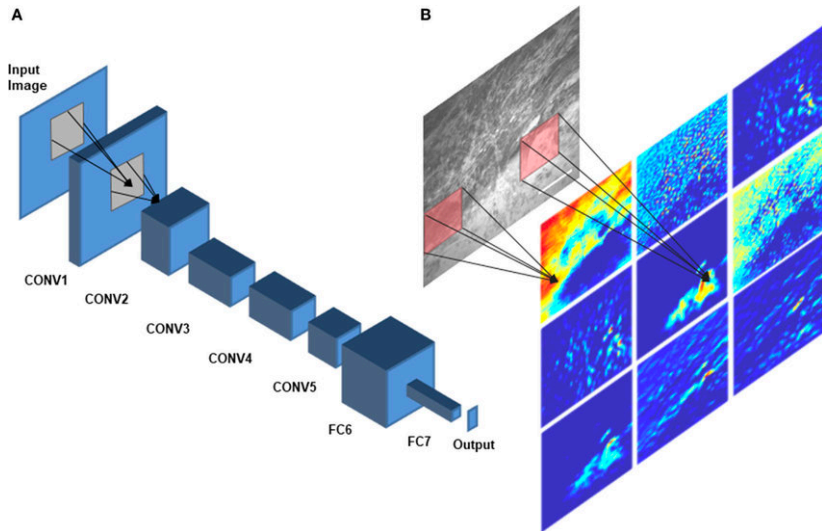 A
B
Input
Image
CONV1
CONV2
CONV3
CONV4
CONV5
FC6
FC7
Output